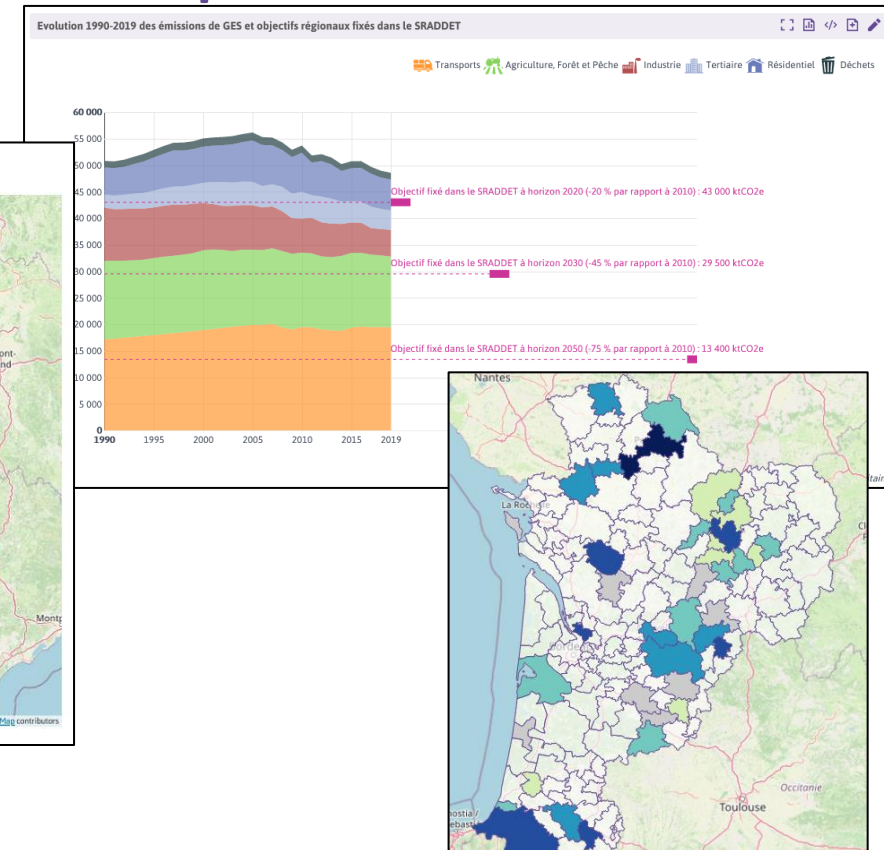 Evolution 1990-2019 des émissions de GES et objectifs régionaux fixés dans le SRADDET
Transports Agriculture, Forêt et Pêche Industrie Tertiaire Résidentiel Déchets
60 000
55 000
50 000
45 000
40 000
35 000
30 000
25 000
20 000
15 000
10 000
5 000
0
Objectif fixé dans le SRADDET à horizon 2020 (-20 % par rapport à 2010) : 43 000 ktCO2e
Objectif fixé dans le SRADDET à horizon 2030 (-45 % par rapport à 2010) : 29 500 ktCO2e
Objectif fixé dans le SRADDET à horizon 2050 (-75 % par rapport à 2010) : 13 400 ktCO2e
1990 1995 2000 2005 2010 2015 2019
ont-
nd
Montp
Map contributors
Nantes
La Roch
Bordea
Occitanie
Toulouse